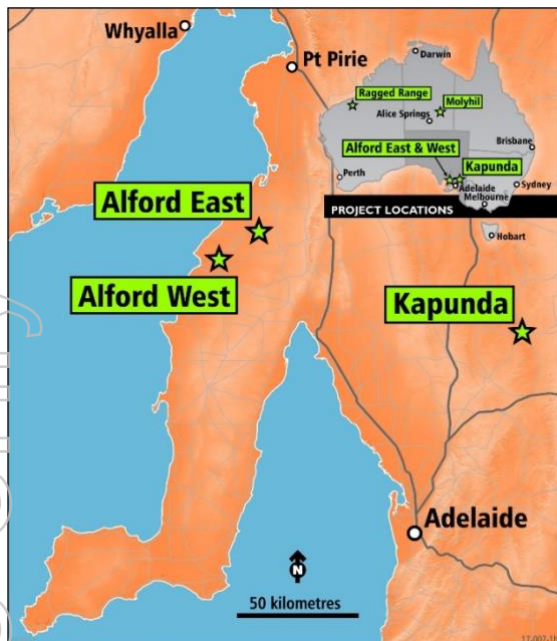 Whyalla
Pt Pirie
Darwin
Ragged Range
Molyhil
Alice Springs
Alford East & West
Brisbane
Kapunda
Perth
Adelaide
Sydney
Melbourne
PROJECT LOCATIONS
Hobart
Alford East
Alford West
Kapunda
Adelaide
N
50 kilometres